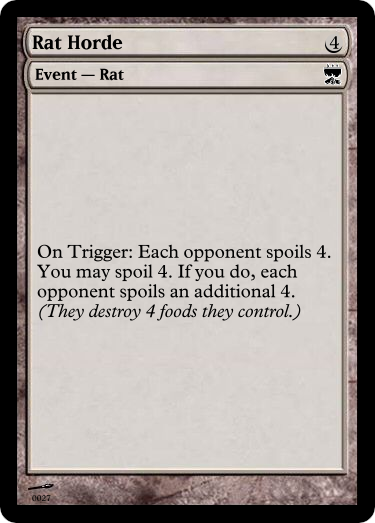 Rat Horde 4
Event — Rat
On Trigger: Each opponent spoils 4.
You may spoil 4. If you do, each
opponent spoils an additional 4.
(They destroy 4 foods they control.)
0027